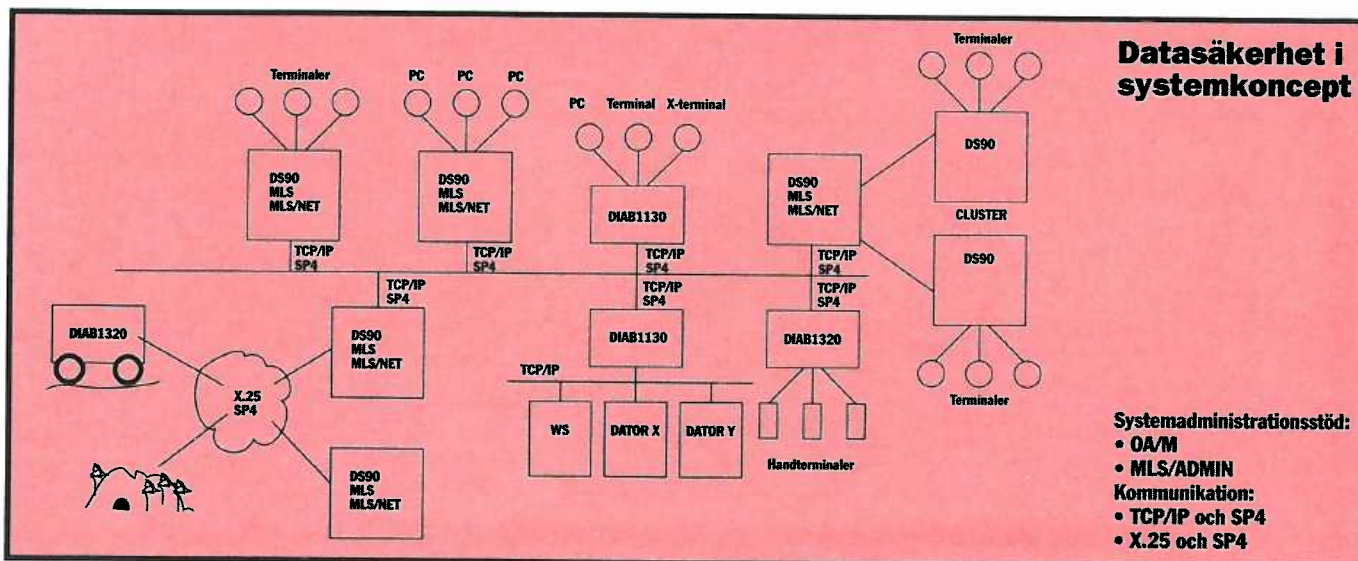 Datasäkerhet i
systemkoncept
Terminaler
PC PC PC
PC Terminal X-terminal
Terminaler
DS90
MLS
MLS/NET
DS90
MLS
MLS/NET
DIAB1130
DS90
MLS
MLS/NET
DS90
CLUSTER
DS90
Terminaler
TCP/IP
SP4
TCP/IP
SP4
TCP/IP
SP4
TCP/IP
SP4
TCP/IP
SP4
TCP/IP
SP4
TCP/IP
SP4
DIAB1320
X.25
SP4
DS90
MLS
MLS/NET
DS90
MLS
MLS/NET
DIAB1130
TCP/IP
WS
DATOR X
DATOR Y
DIAB1320
Handterminaler
Systemadministrationsstöd:
• OA/M
• MLS/ADMIN
Kommunikation:
• TCP/IP och SP4
• X.25 och SP4